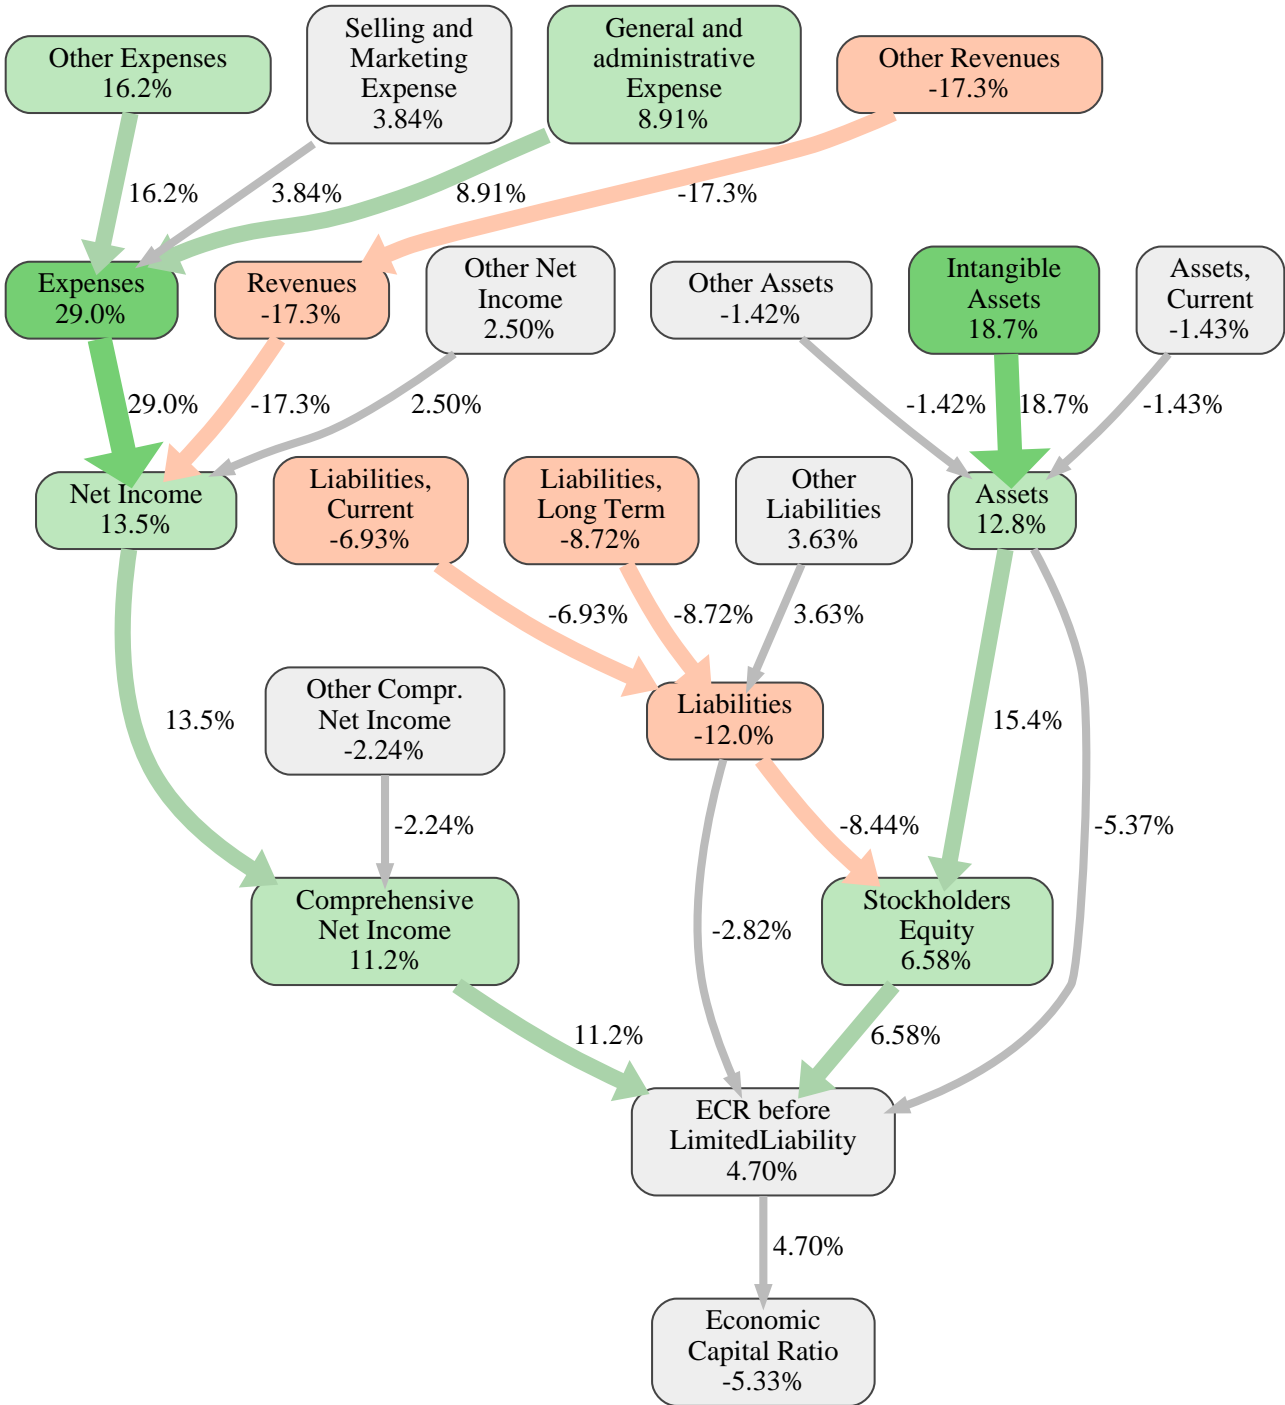 Other Expenses
16.2%
Selling and
Marketing
Expense
3.84%
General and
administrative
Expense
8.91%
Other Revenues
-17.3%
16.2%
3.84%
8.91%
-17.3%
Expenses
29.0%
Revenues
-17.3%
Other Net
Income
2.50%
Other Assets
-1.42%
Intangible
Assets
18.7%
Assets,
Current
-1.43%
29.0%
-17.3%
2.50%
-1.42%
18.7%
-1.43%
Net Income
13.5%
Liabilities,
Current
-6.93%
Liabilities,
Long Term
-8.72%
Other
Liabilities
3.63%
Assets
12.8%
-6.93%
-8.72%
3.63%
Other Compr.
Net Income
-2.24%
Liabilities
-12.0%
13.5%
15.4%
-2.24%
-8.44%
-5.37%
Comprehensive
Net Income
11.2%
-2.82%
Stockholders
Equity
6.58%
11.2%
6.58%
ECR before
LimitedLiability
4.70%
4.70%
Economic
Capital Ratio
-5.33%